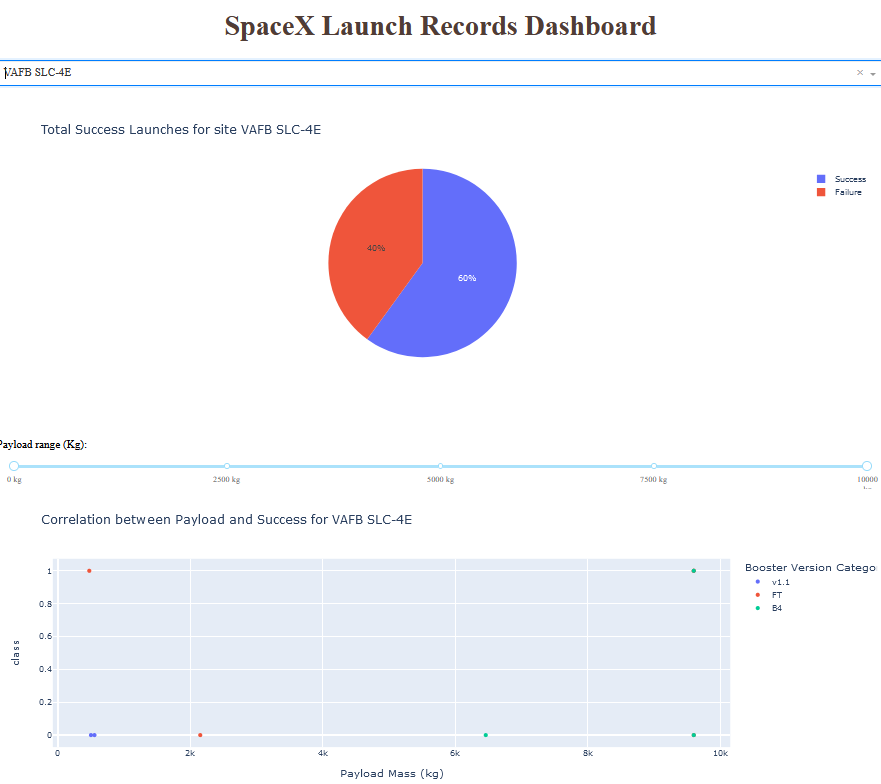 SpaceX Launch Records Dashboard
VAFB SLC-4E × 
Total Success Launches for site VAFB SLC-4E
Success
Failure
40%
60%
Payload range (Kg):
0 kg 2500 kg 5000 kg 7500 kg 10000
Correlation between Payload and Success for VAFB SLC-4E
Booster Version Catego
v1.1
FT
B4
1
0.8
0.6
0.4
0.2
0
class
0 2k 4k 6k 8k 10k
Payload Mass (kg)